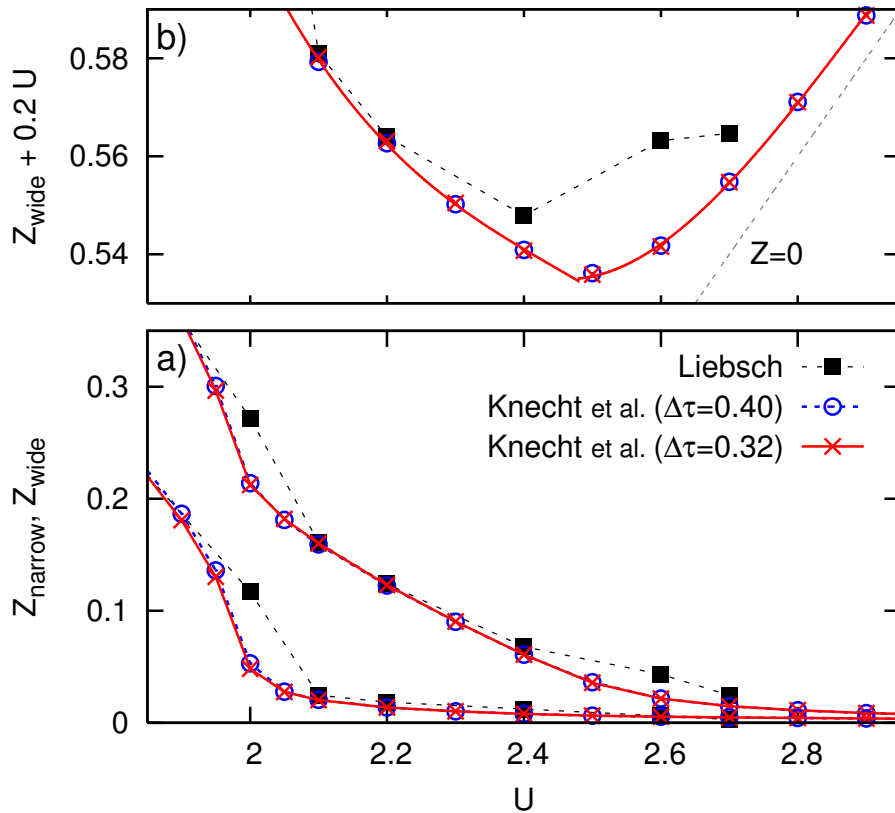 b)
Z_wide + 0.2 U
0.58
0.56
0.54
Z=0
a)
Z_narrow, Z_wide
0.3
0.2
0.1
0
Liebsch
Knecht et al. (Δτ=0.40)
Knecht et al. (Δτ=0.32)
2 2.2 2.4 2.6 2.8
U